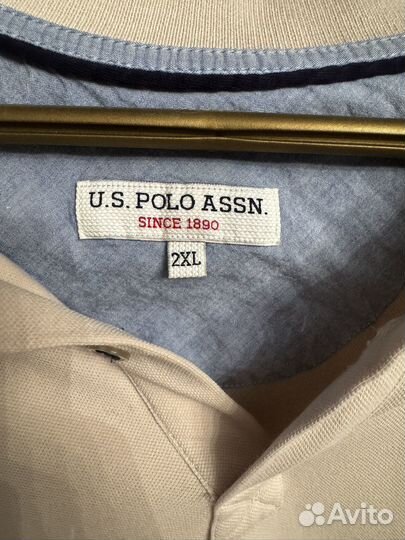 U.S. POLO ASSN.
SINCE 1890
2XL
Avito